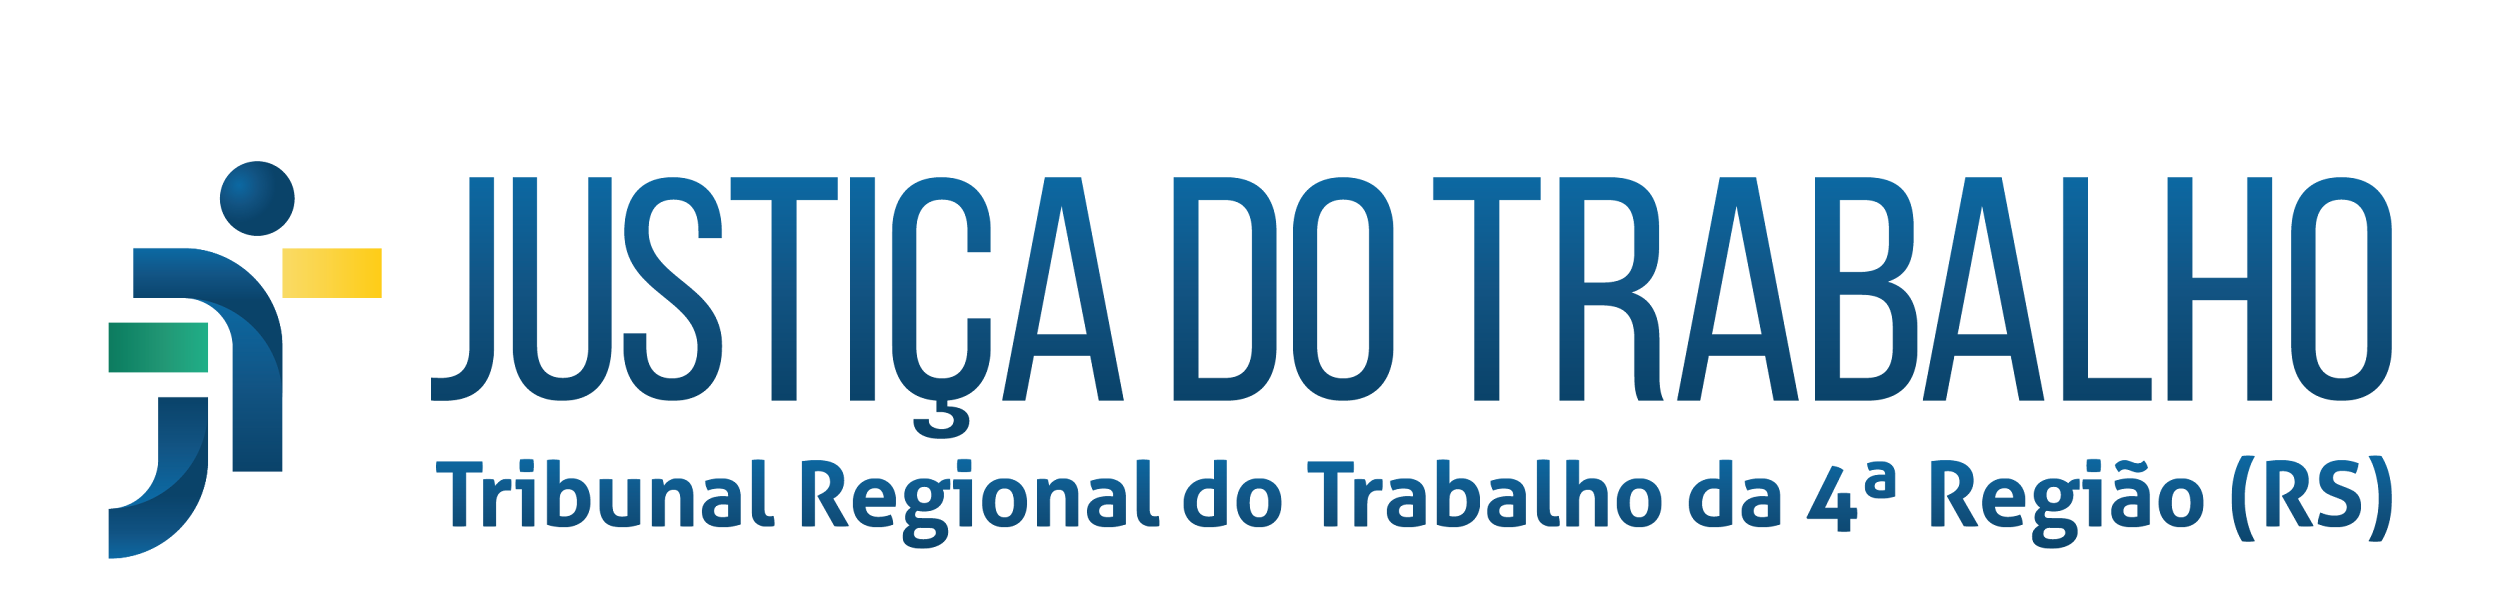 JUSTIÇA DO TRABALHO
Tribunal Regional do Trabalho da 4ª Região (RS)